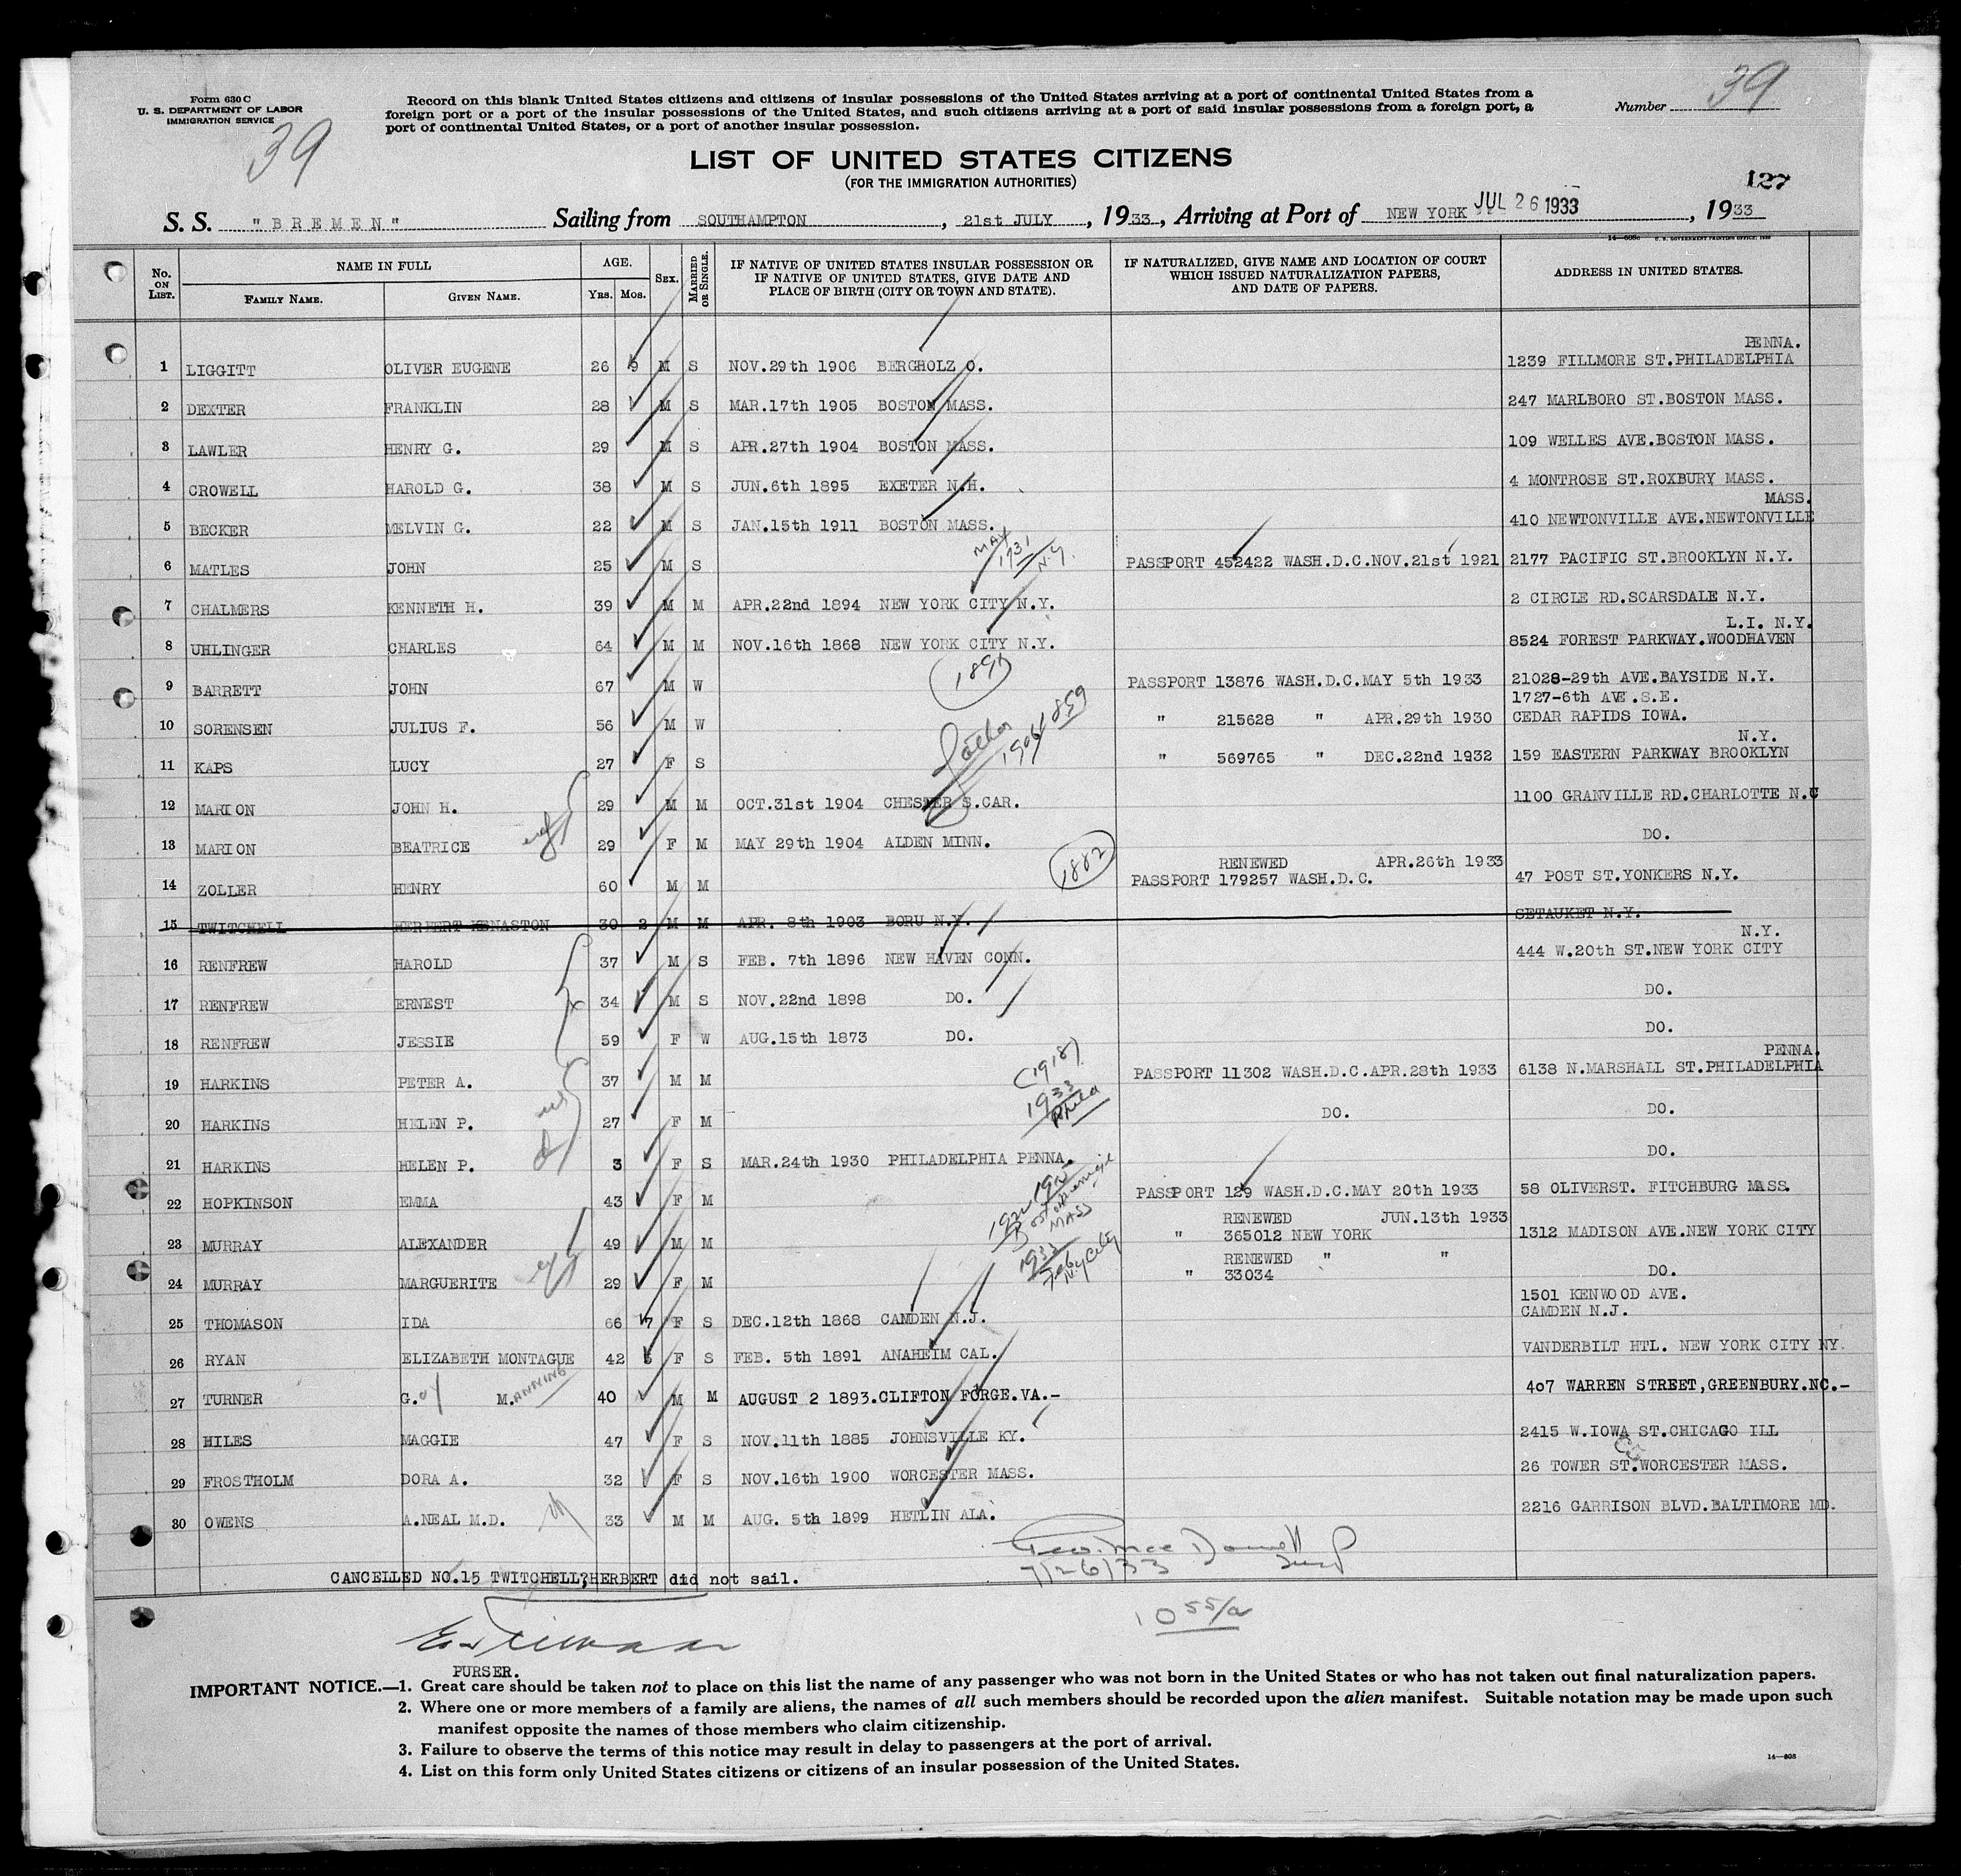 Form 630 C
U. S. DEPARTMENT OF LABOR
IMMIGRATION SERVICE
39
Record on this blank United States citizens and citizens of insular possessions of the United States arriving at a port of continental United States from a
foreign port or a port of the insular possessions of the United States, and such citizens arriving at a port of said insular possessions from a foreign port, a
port of continental United States, or a port of another insular possession.
Number 39
LIST OF UNITED STATES CITIZENS
(FOR THE IMMIGRATION AUTHORITIES)
127
S. S. "BREMEN" Sailing from SOUTHAMPTON, 21st JULY, 1933, Arriving at Port of NEW YORK JUL 26 1933, 1933
No. ON LIST. NAME IN FULL FAMILY NAME. GIVEN NAME. AGE. YRS. MOS. SEX. MARRIED OR SINGLE. IF NATIVE OF UNITED STATES INSULAR POSSESSION OR IF NATIVE OF UNITED STATES, GIVE DATE AND PLACE OF BIRTH (CITY OR TOWN AND STATE). IF NATURALIZED, GIVE NAME AND LOCATION OF COURT WHICH ISSUED NATURALIZATION PAPERS, AND DATE OF PAPERS. ADDRESS IN UNITED STATES.
PENNA.
1 LIGGITT OLIVER EUGENE 26 9 M S NOV.29th 1906 BERGHOLZ O. 1239 FILLMORE ST.PHILADELPHIA
2 DEXTER FRANKLIN 28 M S MAR.17th 1905 BOSTON MASS. 247 MARLBORO ST.BOSTON MASS.
3 LAWLER HENRY G. 29 M S APR.27th 1904 BOSTON MASS. 109 WELLES AVE.BOSTON MASS.
4 CROWELL HAROLD G. 38 M S JUN.6th 1895 EXETER N.H. 4 MONTROSE ST.ROXBURY MASS.
MASS.
5 BECKER MELVIN G. 22 M S JAN.15th 1911 BOSTON MASS. 410 NEWTONVILLE AVE.NEWTONVILLE
MAY 1931 N.Y.
6 MATLES JOHN 25 M S PASSPORT 452422 WASH.D.C.NOV.21st 1921 2177 PACIFIC ST.BROOKLYN N.Y.
7 CHALMERS KENNETH H. 39 M M APR.22nd 1894 NEW YORK CITY N.Y. 2 CIRCLE RD.SCARSDALE N.Y.
L.I. N.Y.
8 UHLINGER CHARLES 64 M M NOV.16th 1868 NEW YORK CITY N.Y. 8524 FOREST PARKWAY.WOODHAVEN
9 BARRETT JOHN 67 M W PASSPORT 13876 WASH.D.C.MAY 5th 1933 21028-29th AVE.BAYSIDE N.Y.
1727-6th AVE.S.E.
10 SORENSEN JULIUS F. 56 M W " 215628 " APR.29th 1930 CEDAR RAPIDS IOWA.
N.Y.
11 KAPS LUCY 27 F S father 1906 " 569765 " DEC.22nd 1932 159 EASTERN PARKWAY BROOKLYN
12 MARION JOHN H. 29 M M OCT.31st 1904 CHESTER S.CAR. 1100 GRANVILLE RD.CHARLOTTE N.C
13 MARION BEATRICE 29 F M MAY 29th 1904 ALDEN MINN. DO.
RENEWED APR.26th 1933
14 ZOLLER HENRY 60 M M 1882 PASSPORT 179257 WASH.D.C. 47 POST ST.YONKERS N.Y.
15 TWITCHELL HERBERT KENASTON 30 2 M M APR. 8th 1903 BORU N.Y. SETAUKET N.Y.
N.Y.
16 RENFREW HAROLD 37 M S FEB. 7th 1896 NEW HAVEN CONN. 444 W.20th ST.NEW YORK CITY
17 RENFREW ERNEST 34 M S NOV.22nd 1898 DO. DO.
18 RENFREW JESSIE 59 F W AUG.15th 1873 DO. DO.
PENNA.
19 HARKINS PETER A. 37 M M (1918) PASSPORT 11302 WASH.D.C.APR.28th 1933 6138 N.MARSHALL ST.PHILADELPHIA
1933 Phila
20 HARKINS HELEN P. 27 F M DO. DO.
21 HARKINS HELEN P. 3 F S MAR.24th 1930 PHILADELPHIA PENNA. DO.
22 HOPKINSON EMMA 43 F M PASSPORT 129 WASH.D.C.MAY 20th 1933 58 OLIVERST. FITCHBURG MASS.
MASS
RENEWED JUN.13th 1933
23 MURRAY ALEXANDER 49 M M " 365012 NEW YORK 1312 MADISON AVE.NEW YORK CITY
1933 Feb NyCity
RENEWED " "
24 MURRAY MARGUERITE 29 F M " 33034 DO.
1501 KENWOOD AVE.
25 THOMASON IDA 66 7 F S DEC.12th 1868 CAMDEN N.J. CAMDEN N.J.
26 RYAN ELIZABETH MONTAGUE 42 5 F S FEB. 5th 1891 ANAHEIM CAL. VANDERBILT HTL. NEW YORK CITY NY.
27 TURNER G.oy M.ANNING 40 M M AUGUST 2 1893.CLIFTON FORGE.VA.- 407 WARREN STREET,GREENBURY.NC.-
28 HILES MAGGIE 47 F S NOV.11th 1885 JOHNSVILLE KY. 2415 W.IOWA ST.CHICAGO ILL
29 FROSTHOLM DORA A. 32 F S NOV.16th 1900 WORCESTER MASS. 26 TOWER ST.WORCESTER MASS.
30 OWENS A.NEAL M.D. 33 M M AUG. 5th 1899 HETLIN ALA. 2216 GARRISON BLVD.BALTIMORE MD.
7/26/33
CANCELLED NO.15 TWITCHELL,HERBERT did not sail.
10 55/a
PURSER.
IMPORTANT NOTICE.—1. Great care should be taken not to place on this list the name of any passenger who was not born in the United States or who has not taken out final naturalization papers.
2. Where one or more members of a family are aliens, the names of all such members should be recorded upon the alien manifest. Suitable notation may be made upon such
manifest opposite the names of those members who claim citizenship.
3. Failure to observe the terms of this notice may result in delay to passengers at the port of arrival.
4. List on this form only United States citizens or citizens of an insular possession of the United States.